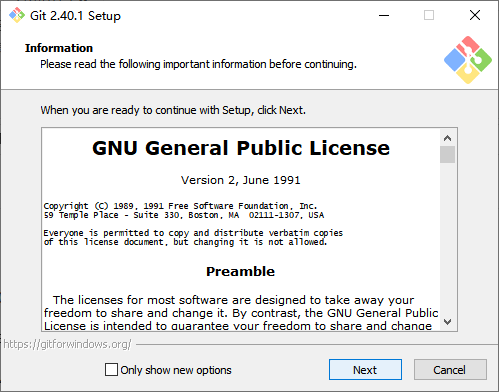 Git 2.40.1 Setup
Information
Please read the following important information before continuing.
When you are ready to continue with Setup, click Next.
GNU General Public License
Version 2, June 1991
Copyright (C) 1989, 1991 Free Software Foundation, Inc.
59 Temple Place - Suite 330, Boston, MA  02111-1307, USA
Everyone is permitted to copy and distribute verbatim copies
of this license document, but changing it is not allowed.
Preamble
The licenses for most software are designed to take away your
freedom to share and change it. By contrast, the GNU General Public
License is intended to guarantee your freedom to share and change
https://gitforwindows.org/
Only show new options
Next
Cancel